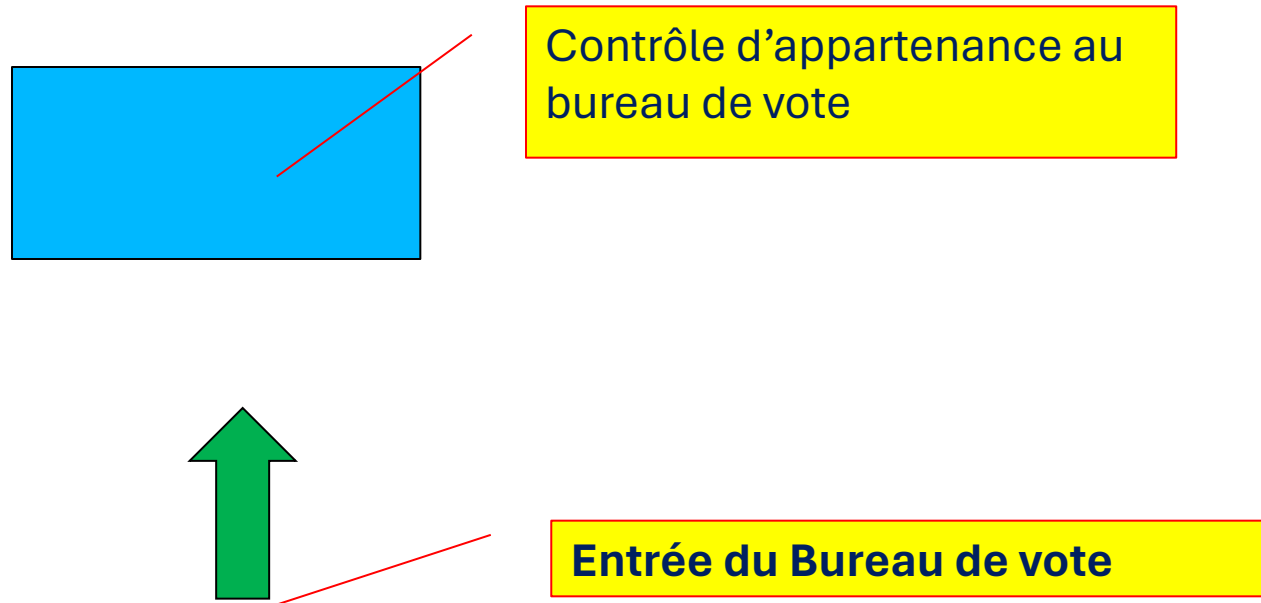 Contrôle d’appartenance au
bureau de vote
Entrée du Bureau de vote